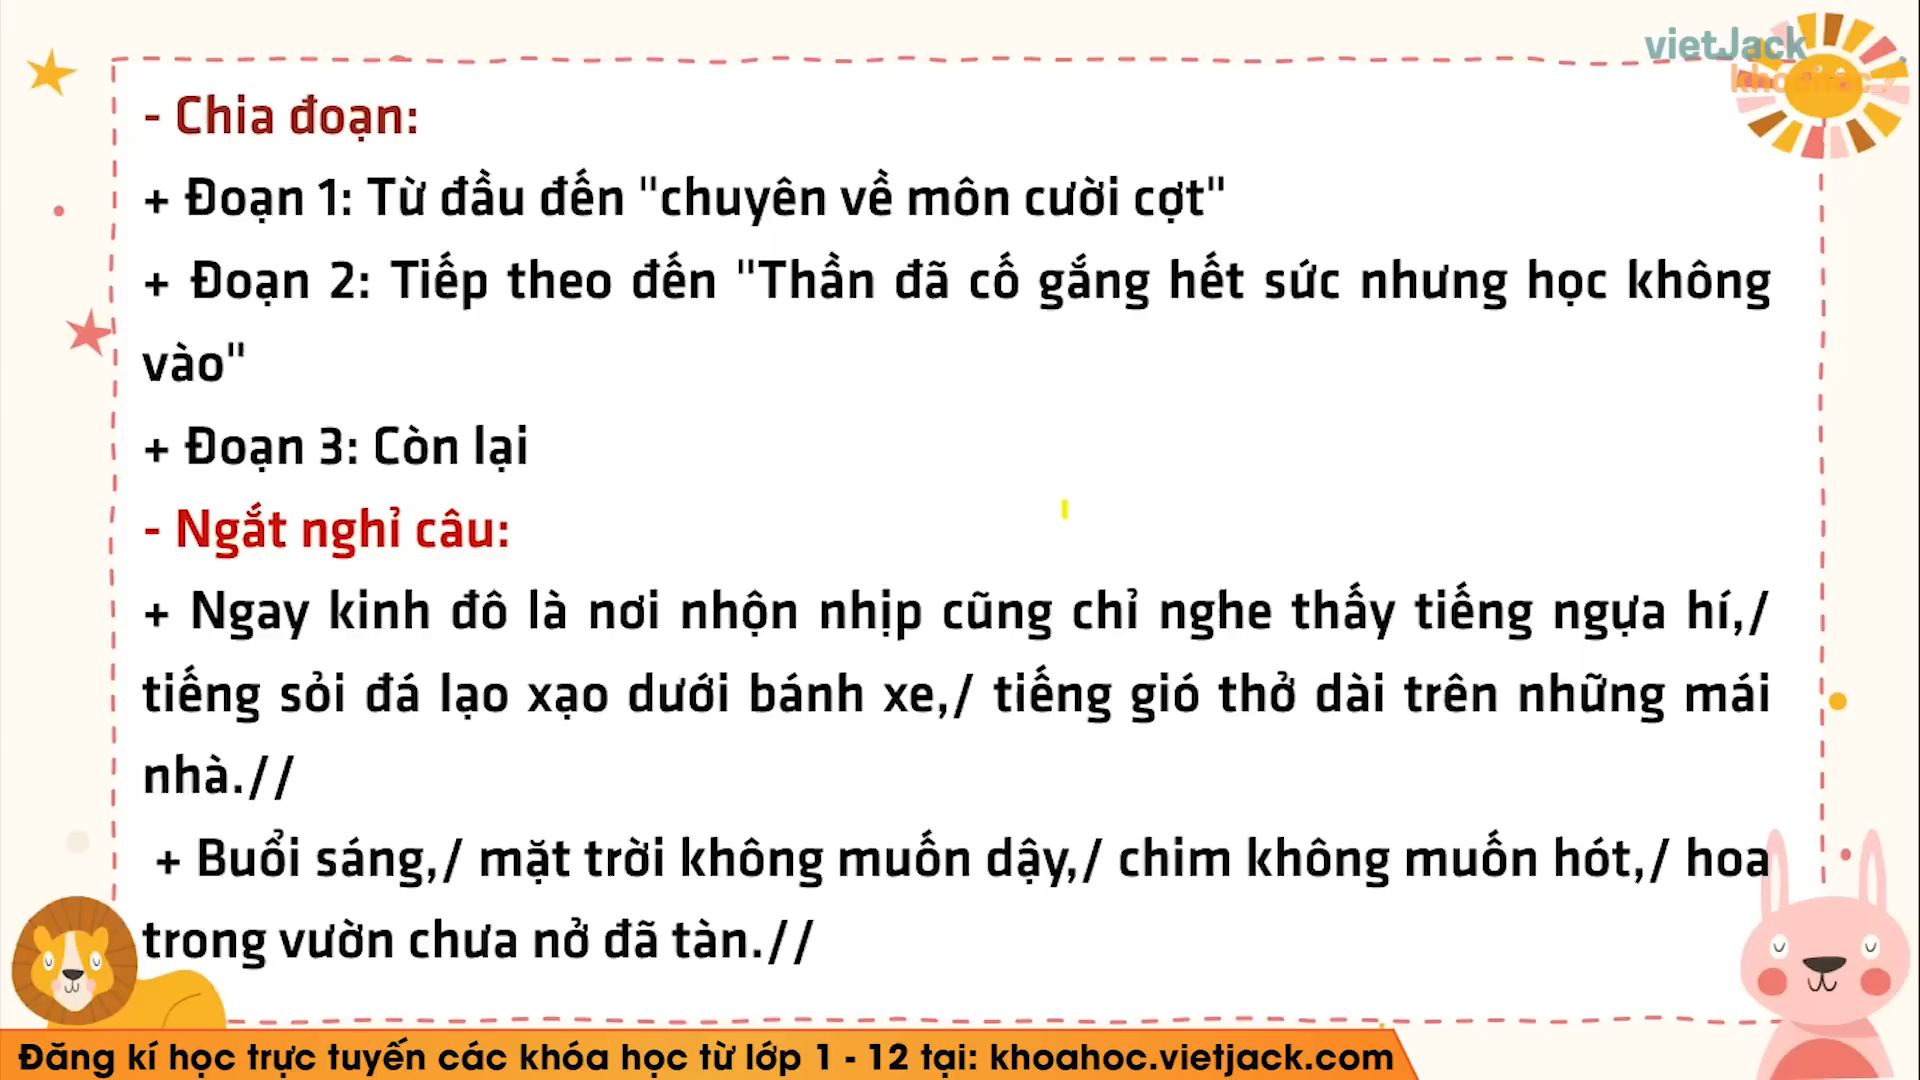 vietJack
khoahoc
- Chia đoạn:
+ Đoạn 1: Từ đầu đến "chuyên về môn cười cợt"
+ Đoạn 2: Tiếp theo đến "Thần đã cố gắng hết sức nhưng học không
vào"
+ Đoạn 3: Còn lại
- Ngắt nghỉ câu:
+ Ngay kinh đô là nơi nhộn nhịp cũng chỉ nghe thấy tiếng ngựa hí,/
tiếng sỏi đá lạo xạo dưới bánh xe,/ tiếng gió thở dài trên những mái
nhà.//
+ Buổi sáng,/ mặt trời không muốn dậy,/ chim không muốn hót,/ hoa
trong vườn chưa nở đã tàn.//
Đăng kí học trực tuyến các khóa học từ lớp 1 - 12 tại: khoahoc.vietjack.com